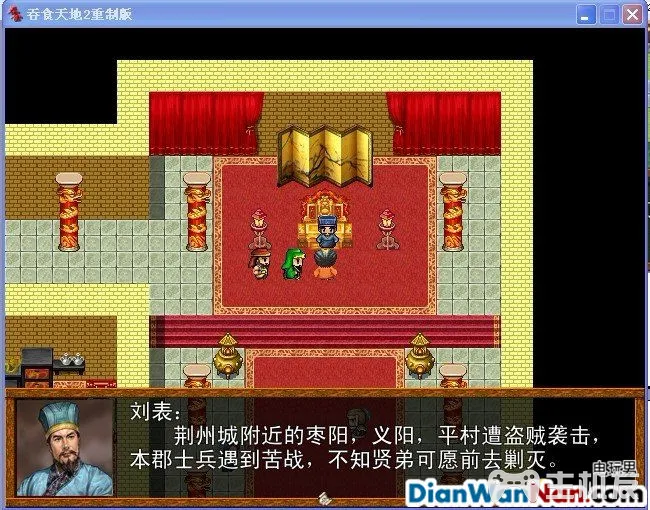 吞食天地2重制版
刘表：
荆州城附近的枣阳，义阳，平村遭盗贼袭击，
本郡士兵遇到苦战，不知贤弟可愿前去剿灭。
电玩男
DianWanNan.com